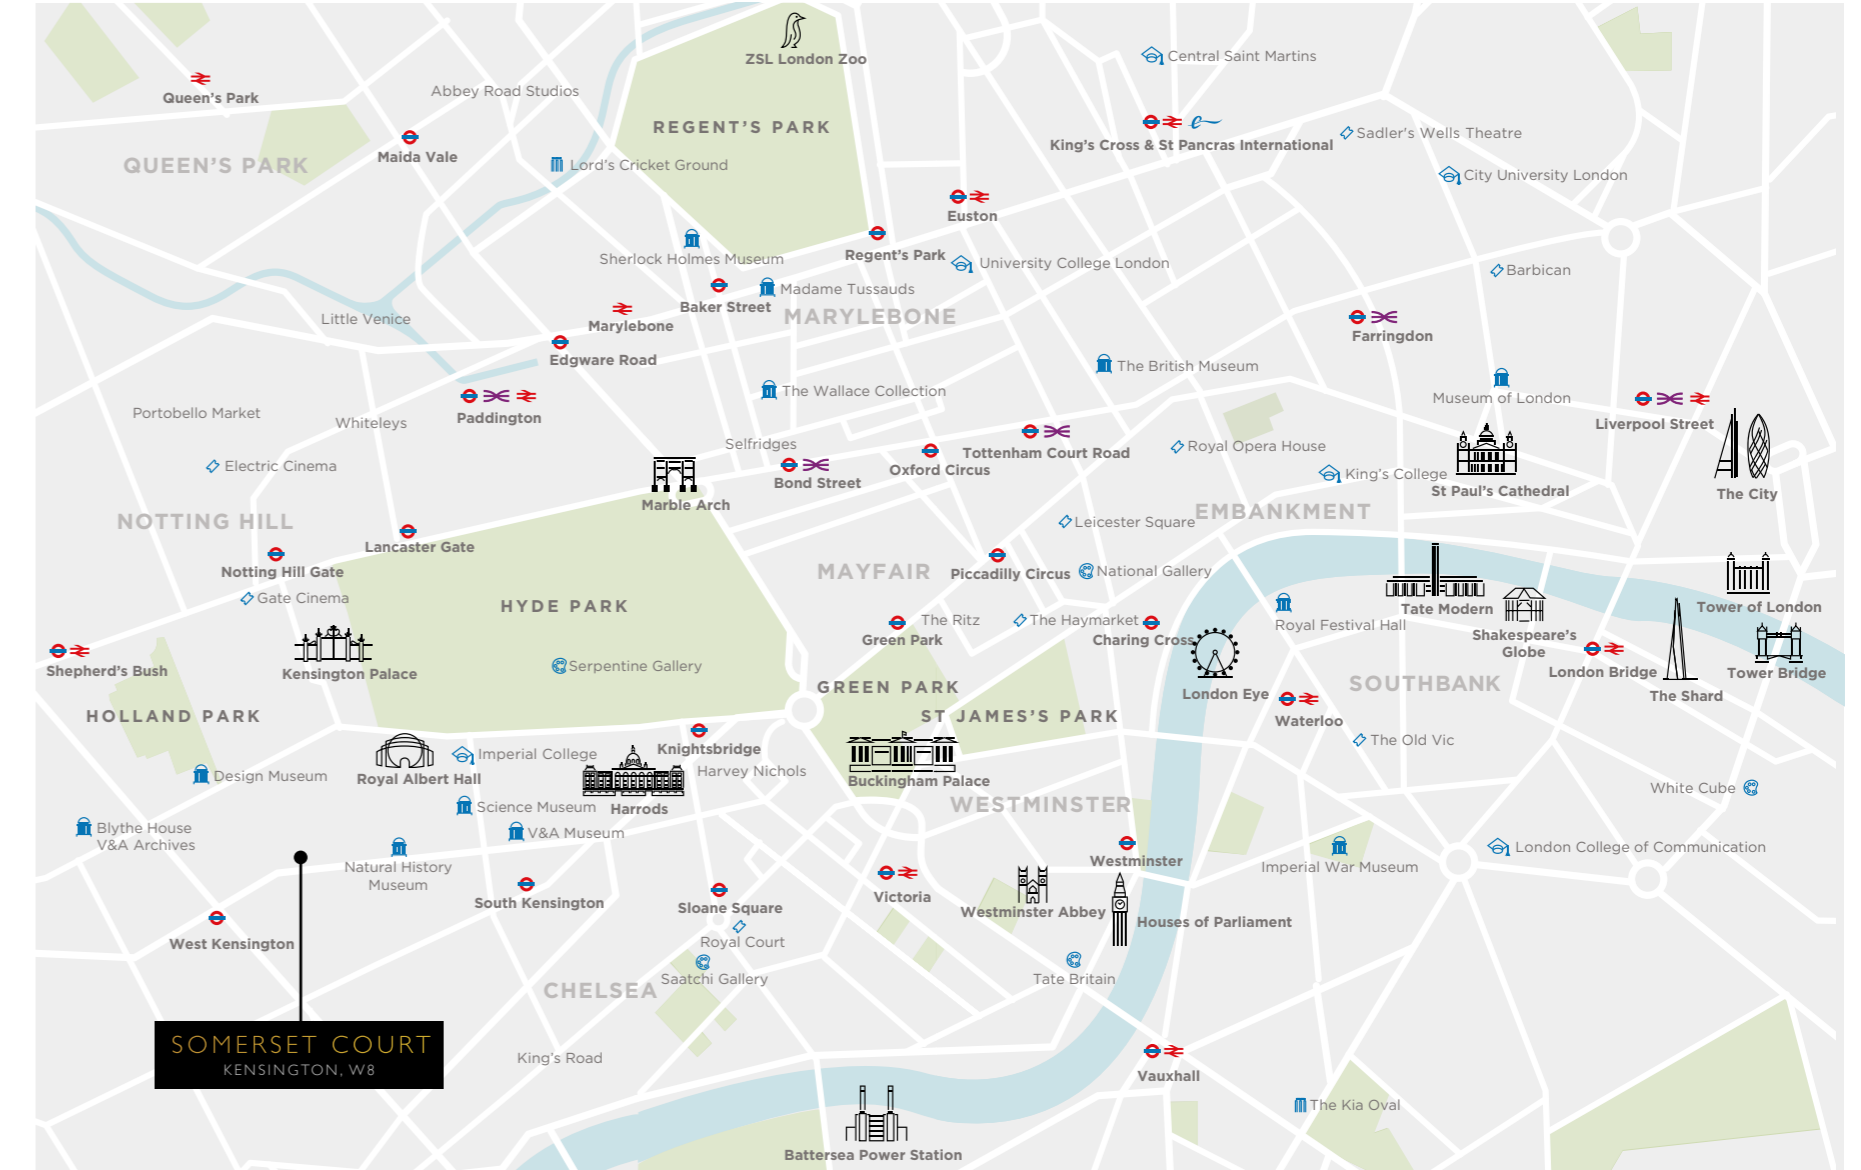 ZSL London Zoo
Central Saint Martins
Queen's Park
Abbey Road Studios
REGENT'S PARK
King's Cross & St Pancras International
Sadler's Wells Theatre
Maida Vale
QUEEN'S PARK
Lord's Cricket Ground
City University London
Euston
Sherlock Holmes Museum
Regent's Park
University College London
Barbican
Madame Tussauds
Baker Street
Little Venice
Marylebone
MARYLEBONE
Farringdon
Edgware Road
The British Museum
The Wallace Collection
Museum of London
Portobello Market
Whiteleys
Paddington
Liverpool Street
Selfridges
Tottenham Court Road
Royal Opera House
Electric Cinema
Oxford Circus
King's College
Bond Street
St Paul's Cathedral
The City
Marble Arch
NOTTING HILL
Leicester Square
EMBANKMENT
Lancaster Gate
Notting Hill Gate
MAYFAIR
Piccadilly Circus
National Gallery
Gate Cinema
HYDE PARK
Tate Modern
Tower of London
The Ritz
The Haymarket
Royal Festival Hall
Green Park
Charing Cross
Shakespeare's
Globe
Shepherd's Bush
Kensington Palace
Serpentine Gallery
London Bridge
Tower Bridge
GREEN PARK
London Eye
SOUTHBANK
The Shard
HOLLAND PARK
ST JAMES'S PARK
Waterloo
Imperial College
Knightsbridge
The Old Vic
Design Museum
Royal Albert Hall
Harvey Nichols
Buckingham Palace
White Cube
Science Museum
Harrods
WESTMINSTER
Blythe House
V&A Archives
V&A Museum
London College of Communication
Natural History
Museum
Westminster
Imperial War Museum
South Kensington
Victoria
Sloane Square
Westminster Abbey
Houses of Parliament
West Kensington
Royal Court
Saatchi Gallery
Tate Britain
CHELSEA
SOMERSET COURT
KENSINGTON, W8
King's Road
Vauxhall
The Kia Oval
Battersea Power Station